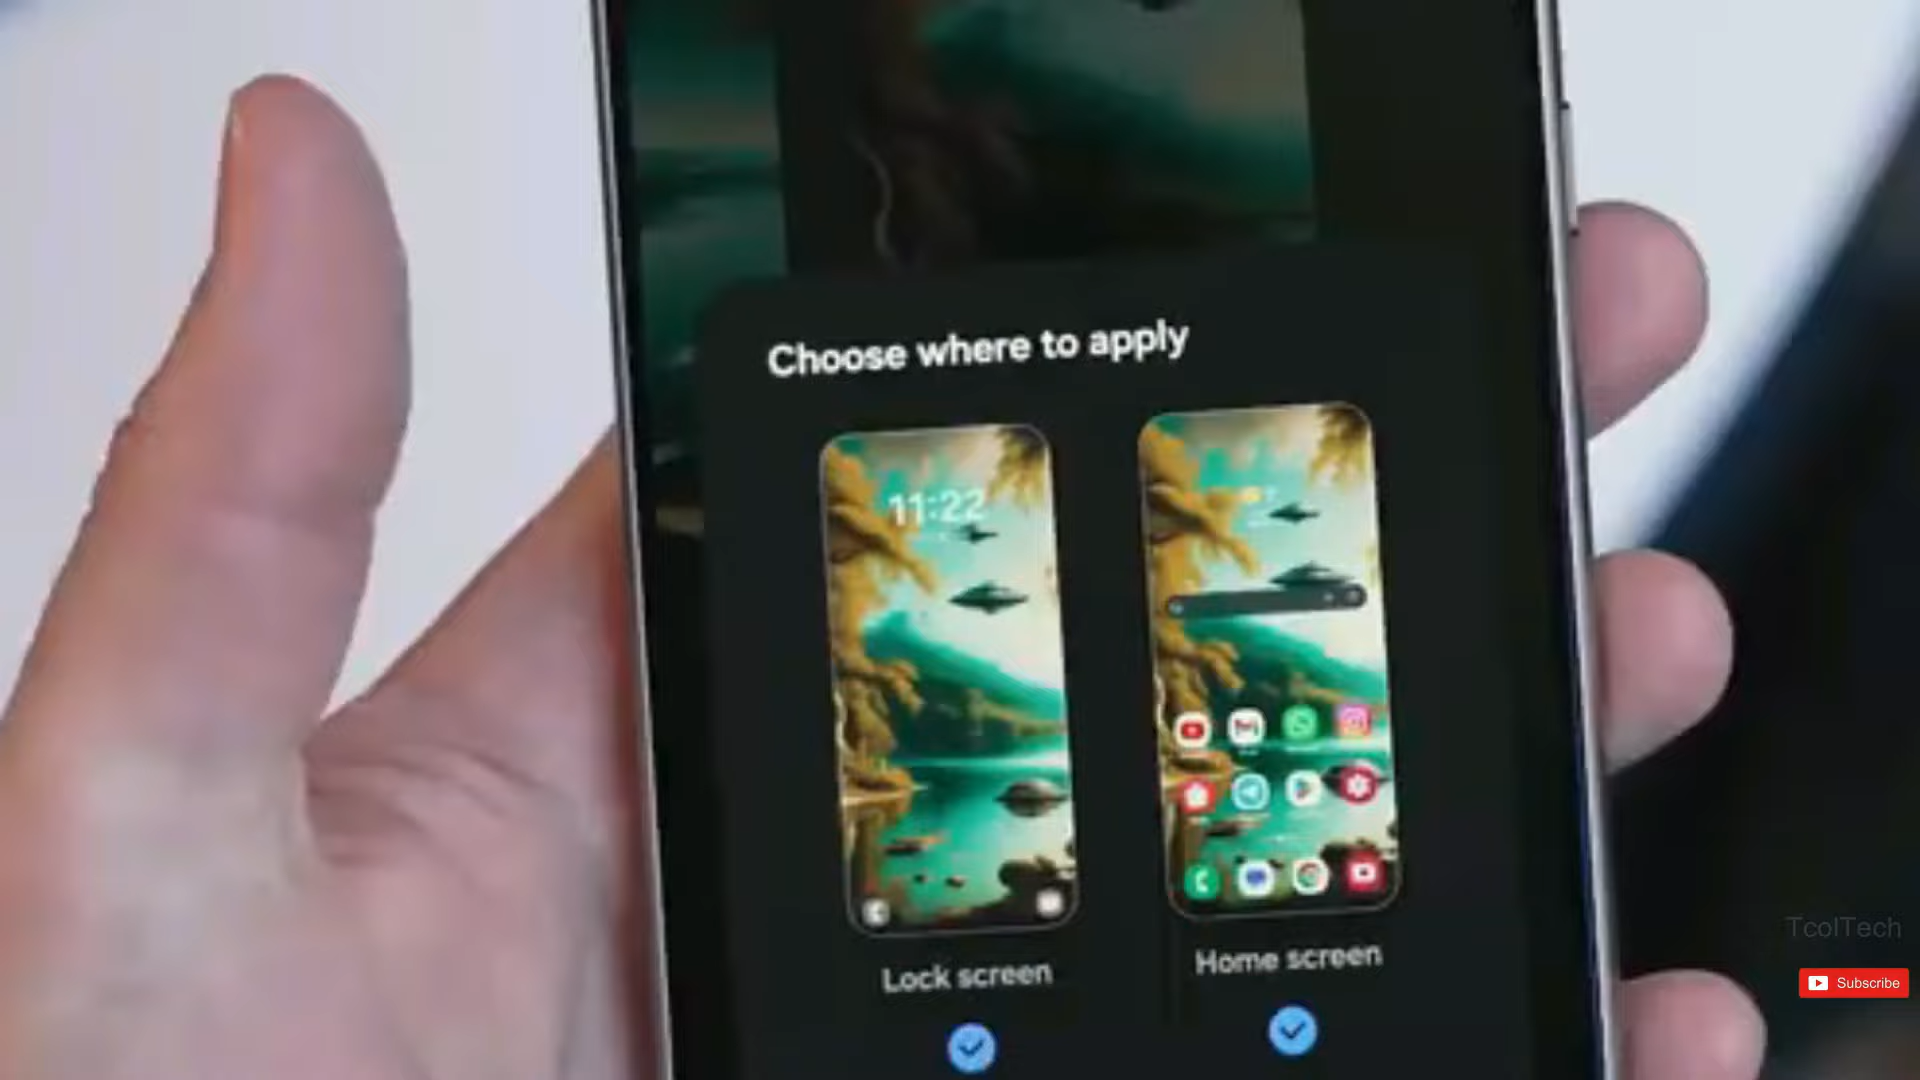 Choose where to apply
11:22
Lock screen
Home screen
TcolTech
Subscribe